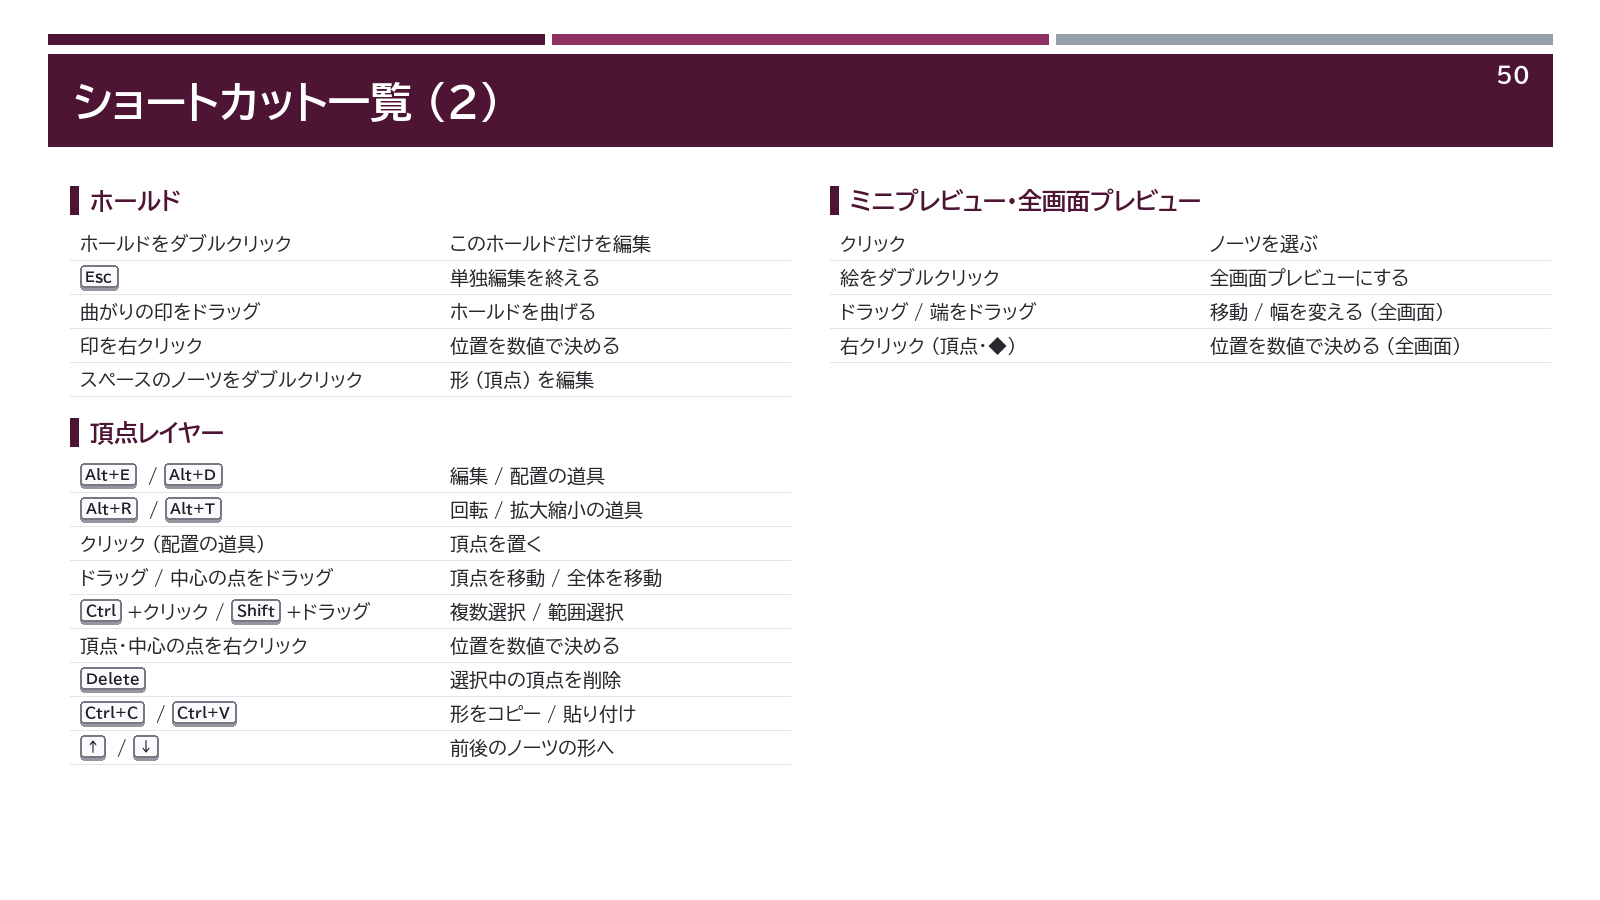 ショートカット一覧（2）
50
ホールド
ホールドをダブルクリック　このホールドだけを編集
Esc　単独編集を終える
曲がりの印をドラッグ　ホールドを曲げる
印を右クリック　位置を数値で決める
スペースのノーツをダブルクリック　形（頂点）を編集
頂点レイヤー
Alt+E / Alt+D　編集 / 配置の道具
Alt+R / Alt+T　回転 / 拡大縮小の道具
クリック（配置の道具）　頂点を置く
ドラッグ / 中心の点をドラッグ　頂点を移動 / 全体を移動
Ctrl +クリック / Shift +ドラッグ　複数選択 / 範囲選択
頂点・中心の点を右クリック　位置を数値で決める
Delete　選択中の頂点を削除
Ctrl+C / Ctrl+V　形をコピー / 貼り付け
↑ / ↓　前後のノーツの形へ
ミニプレビュー・全画面プレビュー
クリック　ノーツを選ぶ
絵をダブルクリック　全画面プレビューにする
ドラッグ / 端をドラッグ　移動 / 幅を変える（全画面）
右クリック（頂点・◆）　位置を数値で決める（全画面）